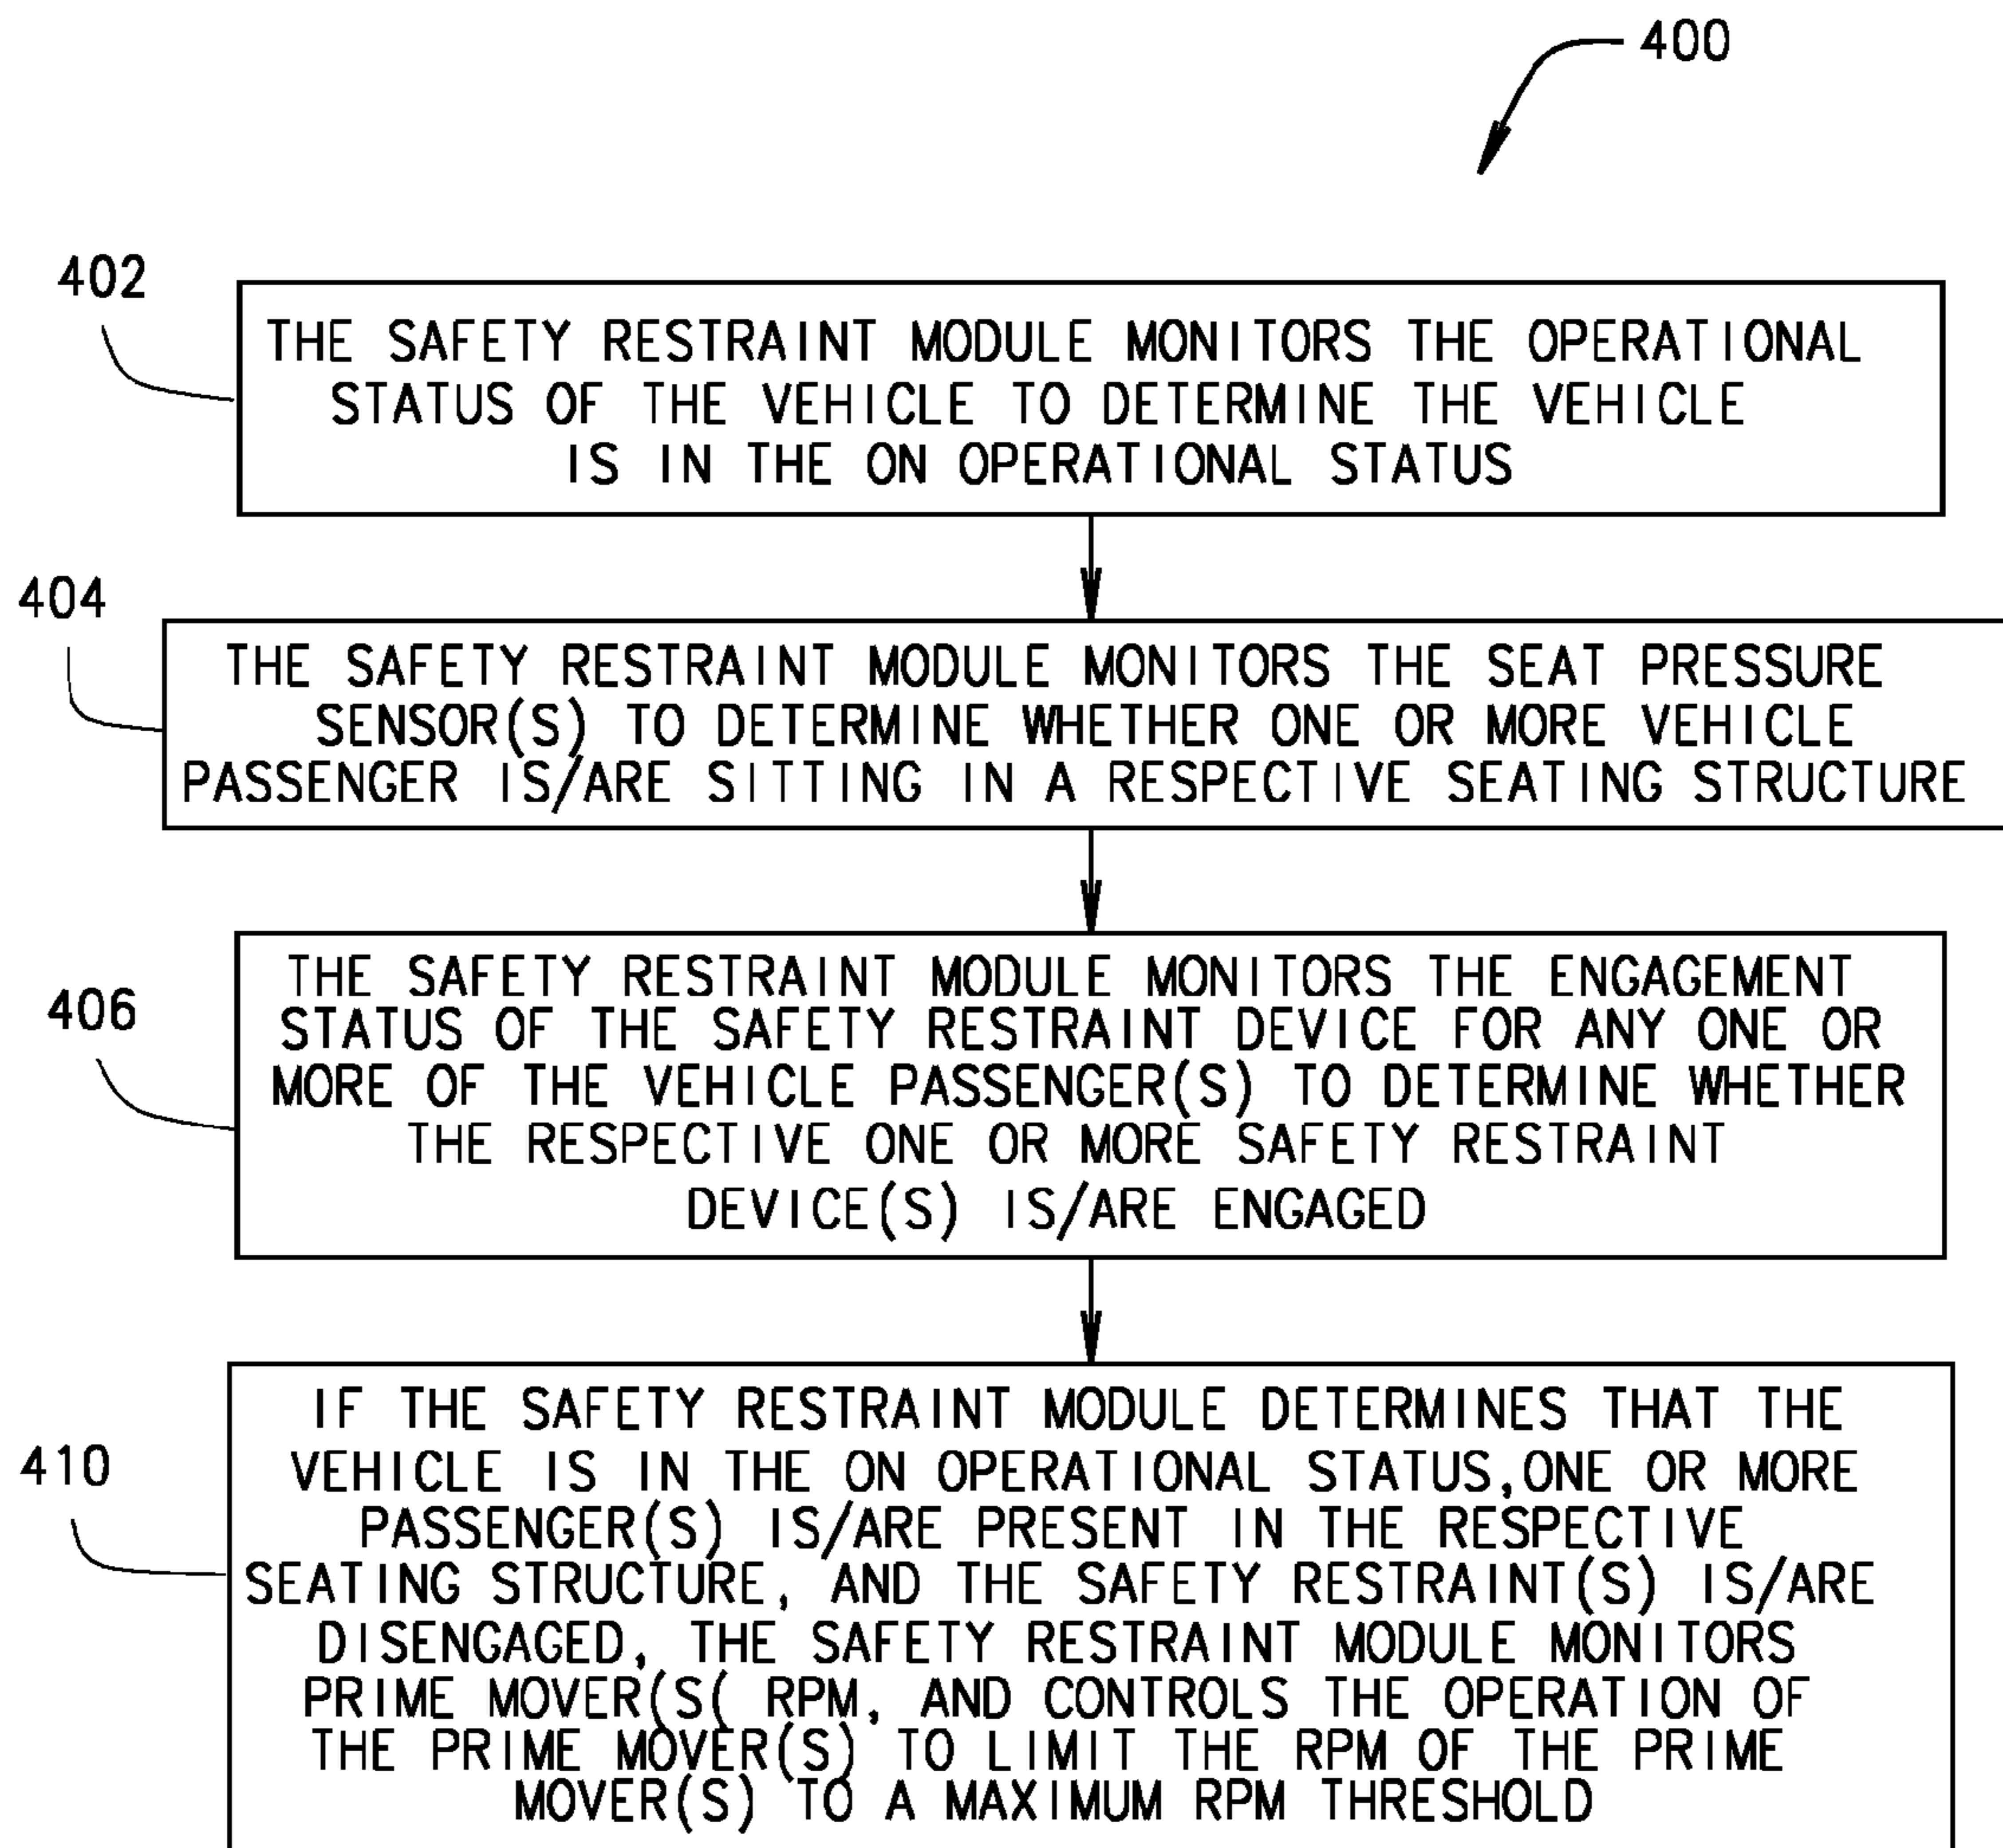 400
402
THE SAFETY RESTRAINT MODULE MONITORS THE OPERATIONAL
STATUS OF THE VEHICLE TO DETERMINE THE VEHICLE
IS IN THE ON OPERATIONAL STATUS
404
THE SAFETY RESTRAINT MODULE MONITORS THE SEAT PRESSURE
SENSOR(S) TO DETERMINE WHETHER ONE OR MORE VEHICLE
PASSENGER IS/ARE SITTING IN A RESPECTIVE SEATING STRUCTURE
406
THE SAFETY RESTRAINT MODULE MONITORS THE ENGAGEMENT
STATUS OF THE SAFETY RESTRAINT DEVICE FOR ANY ONE OR
MORE OF THE VEHICLE PASSENGER(S) TO DETERMINE WHETHER
THE RESPECTIVE ONE OR MORE SAFETY RESTRAINT
DEVICE(S) IS/ARE ENGAGED
410
IF THE SAFETY RESTRAINT MODULE DETERMINES THAT THE
VEHICLE IS IN THE ON OPERATIONAL STATUS,ONE OR MORE
PASSENGER(S) IS/ARE PRESENT IN THE RESPECTIVE
SEATING STRUCTURE, AND THE SAFETY RESTRAINT(S) IS/ARE
DISENGAGED, THE SAFETY RESTRAINT MODULE MONITORS
PRIME MOVER(S( RPM, AND CONTROLS THE OPERATION OF
THE PRIME MOVER(S) TO LIMIT THE RPM OF THE PRIME
MOVER(S) TO A MAXIMUM RPM THRESHOLD